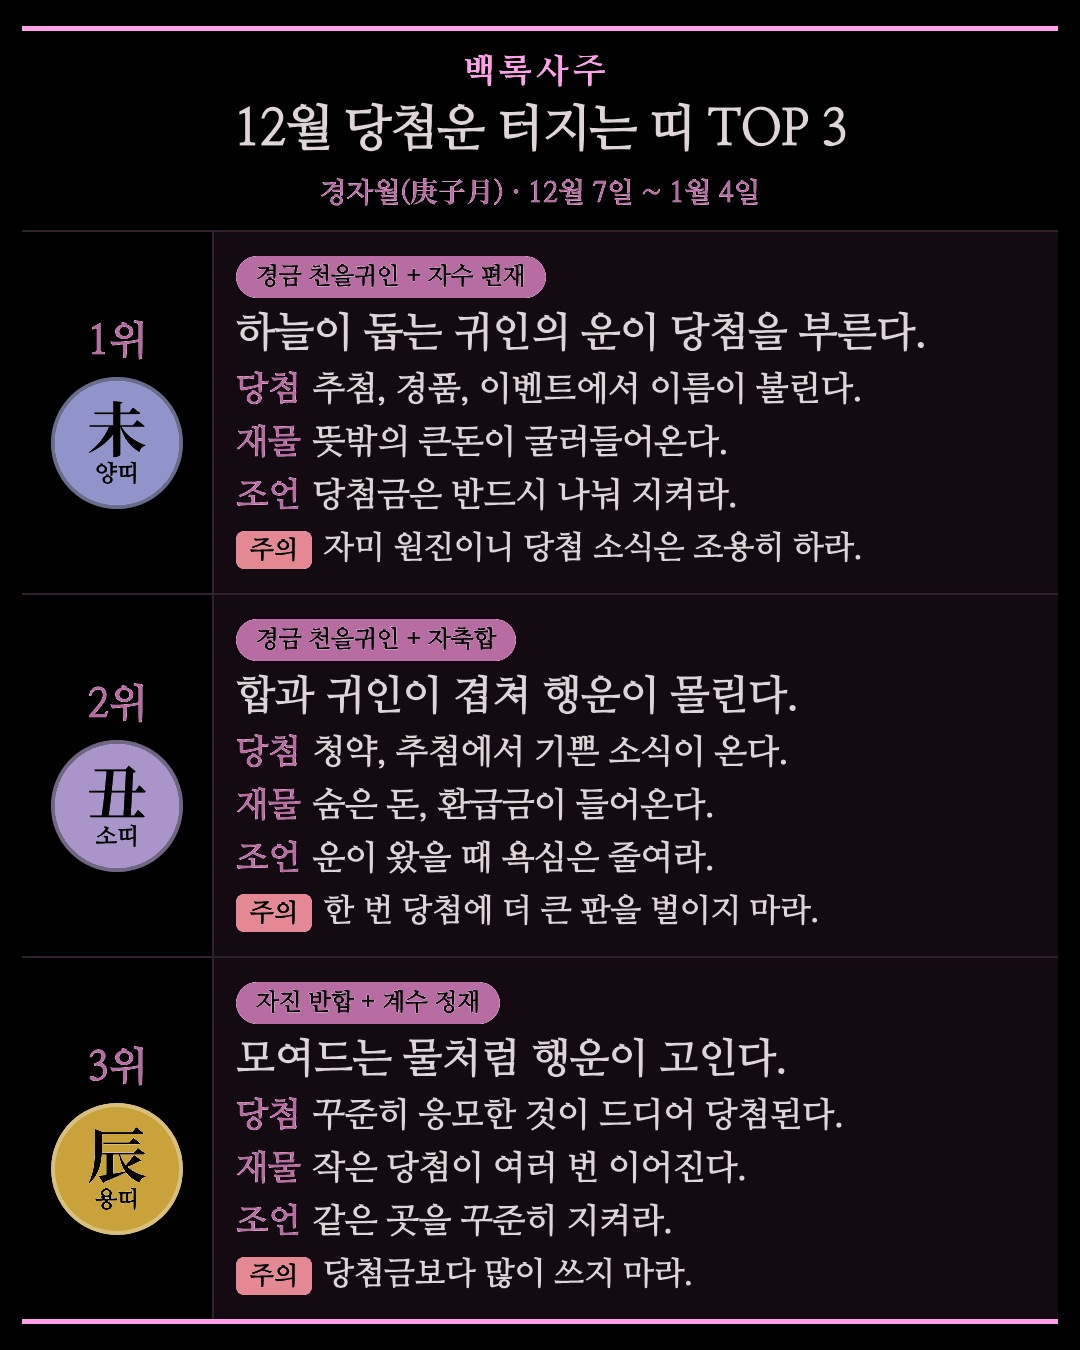 백록사주
12월 당첨운 터지는 띠 TOP 3
경자월(庚子月) · 12월 7일 ~ 1월 4일
1위
未
양띠
경금 천을귀인 + 자수 편재
하늘이 돕는 귀인의 운이 당첨을 부른다.
당첨 추첨, 경품, 이벤트에서 이름이 불린다.
재물 뜻밖의 큰돈이 굴러들어온다.
조언 당첨금은 반드시 나눠 지켜라.
주의 자미 원진이니 당첨 소식은 조용히 하라.
2위
丑
소띠
경금 천을귀인 + 자축합
합과 귀인이 겹쳐 행운이 몰린다.
당첨 청약, 추첨에서 기쁜 소식이 온다.
재물 숨은 돈, 환급금이 들어온다.
조언 운이 왔을 때 욕심은 줄여라.
주의 한 번 당첨에 더 큰 판을 벌이지 마라.
3위
辰
용띠
자진 반합 + 계수 정재
모여드는 물처럼 행운이 고인다.
당첨 꾸준히 응모한 것이 드디어 당첨된다.
재물 작은 당첨이 여러 번 이어진다.
조언 같은 곳을 꾸준히 지켜라.
주의 당첨금보다 많이 쓰지 마라.